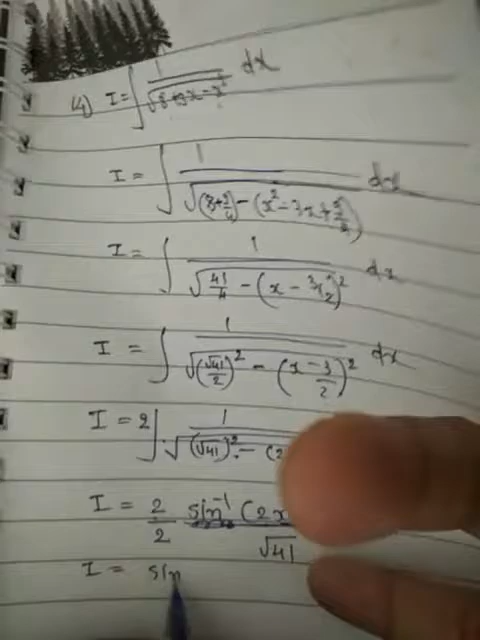 (4) I = ∫ 1/√(8+3x-x²) dx
I = ∫ 1/√((8+9/4)-(x²-3x+9/4)) dx
I = ∫ 1/√(41/4 - (x - 3/2)²) dx
I = ∫ 1/√((√41/2)² - (x-3/2)²) dx
I = 2∫ 1/√((√41)² - (2
I = 2/2 sin⁻¹ (2x /√41
I = sin